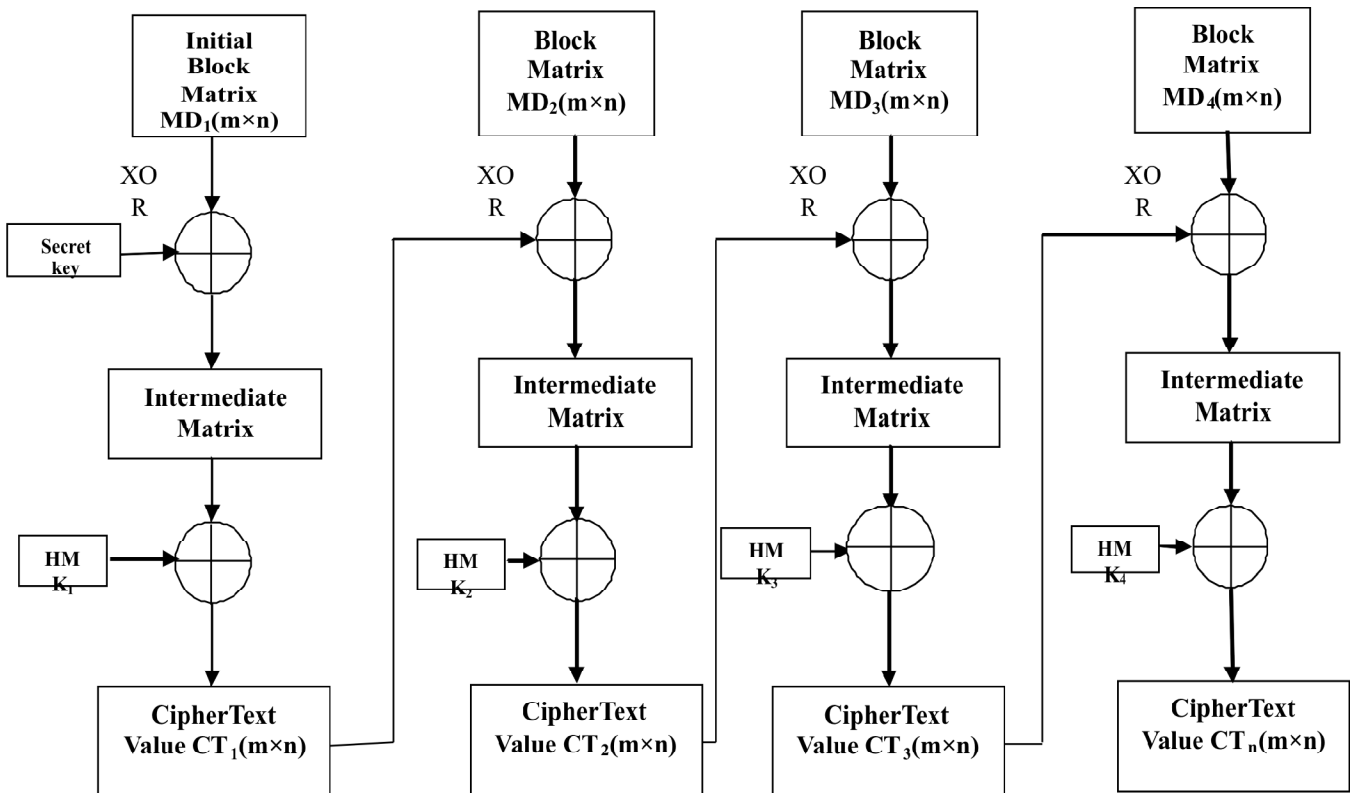 Initial
Block
Matrix
MD₁(m×n)
Block
Matrix
MD₂(m×n)
Block
Matrix
MD₃(m×n)
Block
Matrix
MD₄(m×n)
XO
R
XO
R
XO
R
XO
R
Secret
key
Intermediate
Matrix
Intermediate
Matrix
Intermediate
Matrix
Intermediate
Matrix
HM
K₁
HM
K₂
HM
K₃
HM
K₄
CipherText
Value CT₁(m×n)
CipherText
Value CT₂(m×n)
CipherText
Value CT₃(m×n)
CipherText
Value CTₙ(m×n)